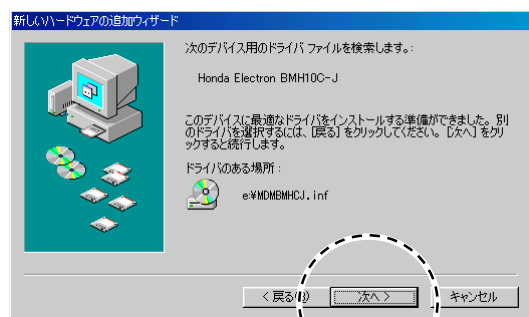 新しいハードウェアの追加ウィザード
次のデバイス用のドライバ ファイルを検索します。:
Honda Electron BMH10C-J
このデバイスに最適なドライバをインストールする準備ができました。別
のドライバを選択するには、[戻る] をクリックしてください。[次へ] をクリ
ックすると続行します。
ドライバのある場所:
e:¥MDMBMHCJ.inf
< 戻る(B) 次へ > キャンセル